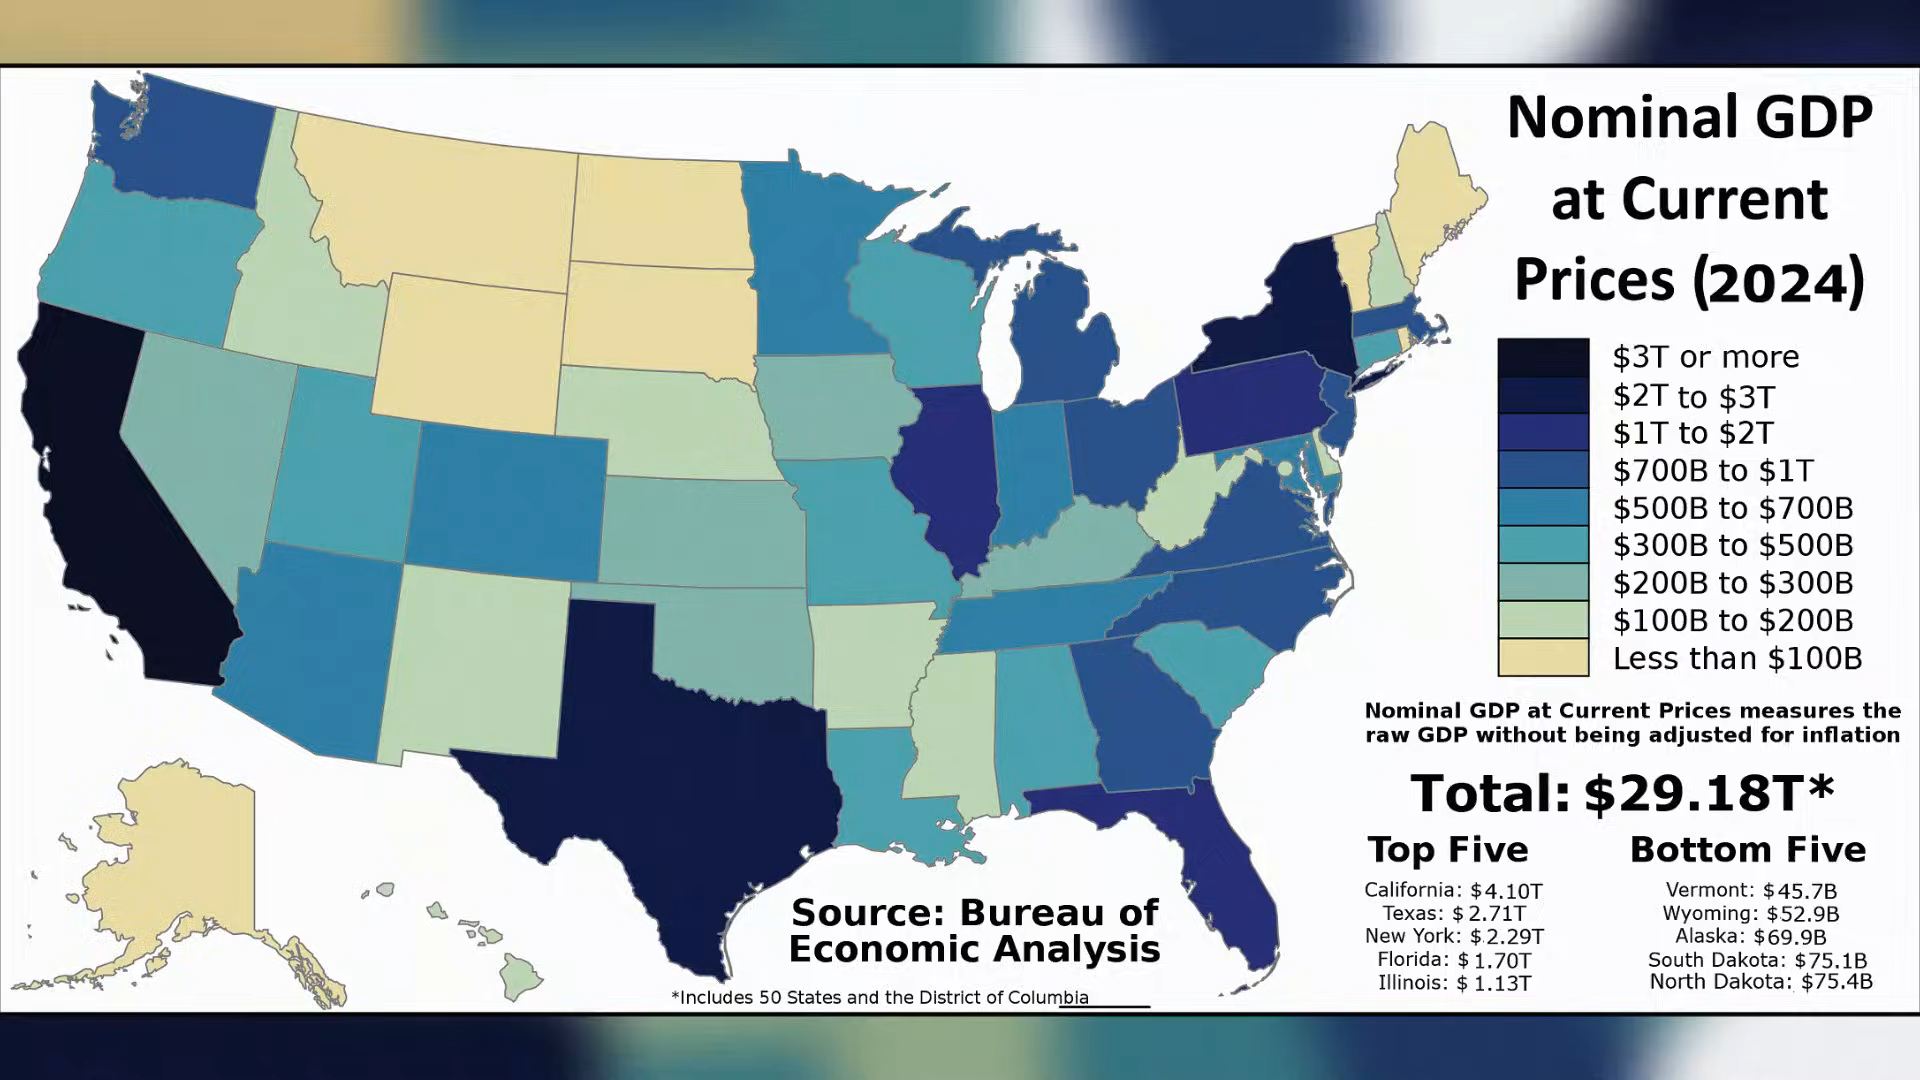 Nominal GDP
at Current
Prices (2024)
$3T or more
$2T to $3T
$1T to $2T
$700B to $1T
$500B to $700B
$300B to $500B
$200B to $300B
$100B to $200B
Less than $100B
Nominal GDP at Current Prices measures the
raw GDP without being adjusted for inflation
Total: $29.18T*
Top Five
California: $4.10T
Texas: $2.71T
New York: $2.29T
Florida: $1.70T
Illinois: $1.13T
Bottom Five
Vermont: $45.7B
Wyoming: $52.9B
Alaska: $69.9B
South Dakota: $75.1B
North Dakota: $75.4B
Source: Bureau of
Economic Analysis
*Includes 50 States and the District of Columbia